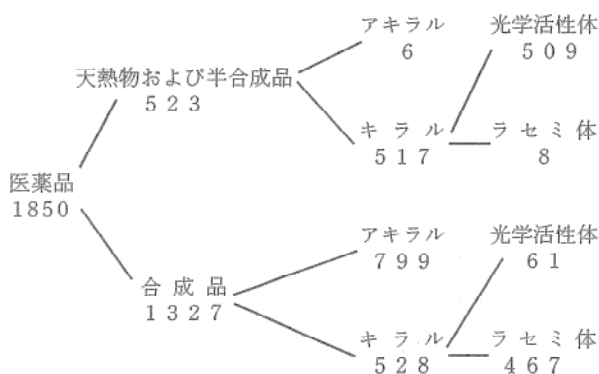 アキラル
6
光学活性体
509
天熱物および半合成品
523
キラル
517
ラセミ体
8
医薬品
1850
アキラル
799
光学活性体
61
合成品
1327
キラル
528
ラセミ体
467